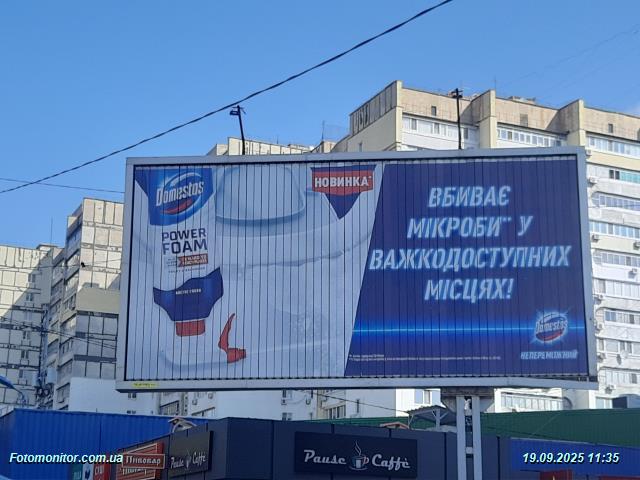 Domestos
НОВИНКА*
POWER
FOAM
ВБИВАЄ
МІКРОБИ** У
ВАЖКОДОСТУПНИХ
МІСЦЯХ!
Domestos
НЕПЕРЕМОЖНИЙ
Пивовар
Pause Caffe
Pause Caffe
Fotomonitor.com.ua
19.09.2025 11:35